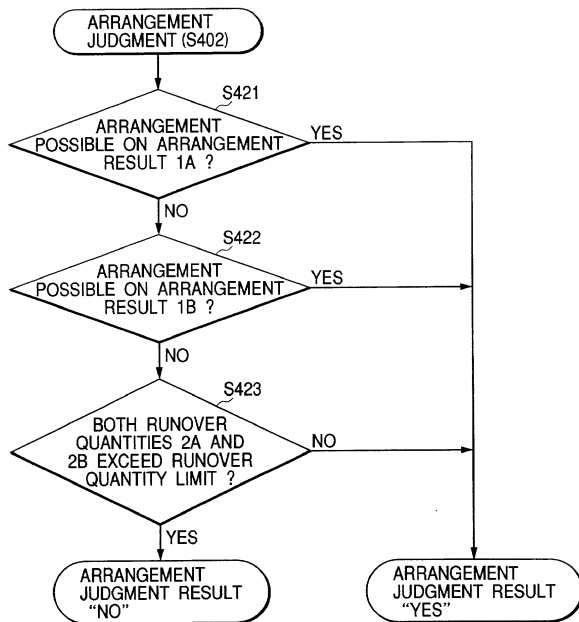 ARRANGEMENT
JUDGMENT (S402)
S421
ARRANGEMENT
POSSIBLE ON ARRANGEMENT
RESULT 1A ?
YES
NO
S422
ARRANGEMENT
POSSIBLE ON ARRANGEMENT
RESULT 1B ?
YES
NO
S423
BOTH RUNOVER
QUANTITIES 2A AND
2B EXCEED RUNOVER
QUANTITY LIMIT ?
NO
YES
ARRANGEMENT
JUDGMENT RESULT
"NO"
ARRANGEMENT
JUDGMENT RESULT
"YES"